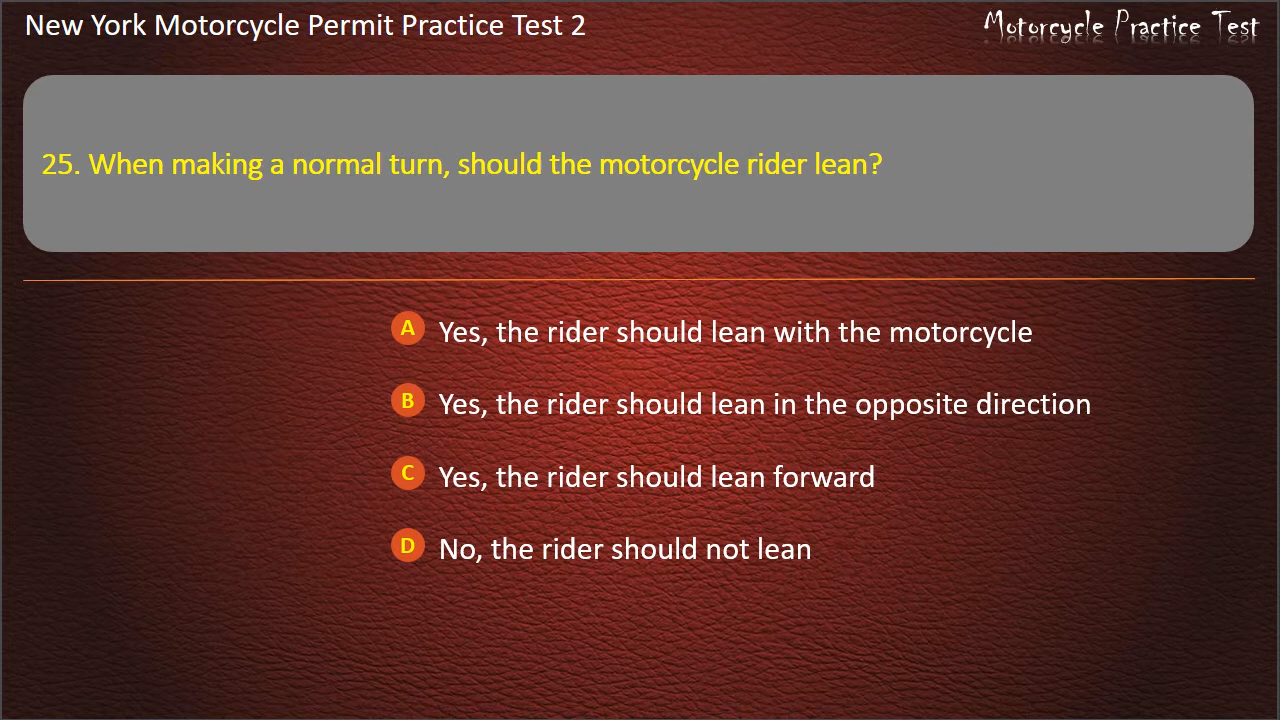 New York Motorcycle Permit Practice Test 2
Motorcycle Practice Test
25. When making a normal turn, should the motorcycle rider lean?
A Yes, the rider should lean with the motorcycle
B Yes, the rider should lean in the opposite direction
C Yes, the rider should lean forward
D No, the rider should not lean